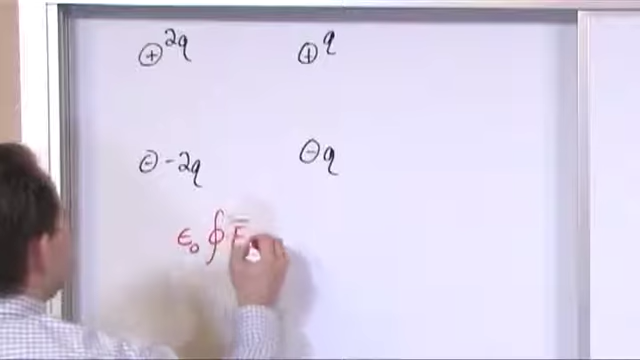 ⊕ 2q ⊕ q
⊖ -2q ⊖ q
ε₀ ∮ E̅